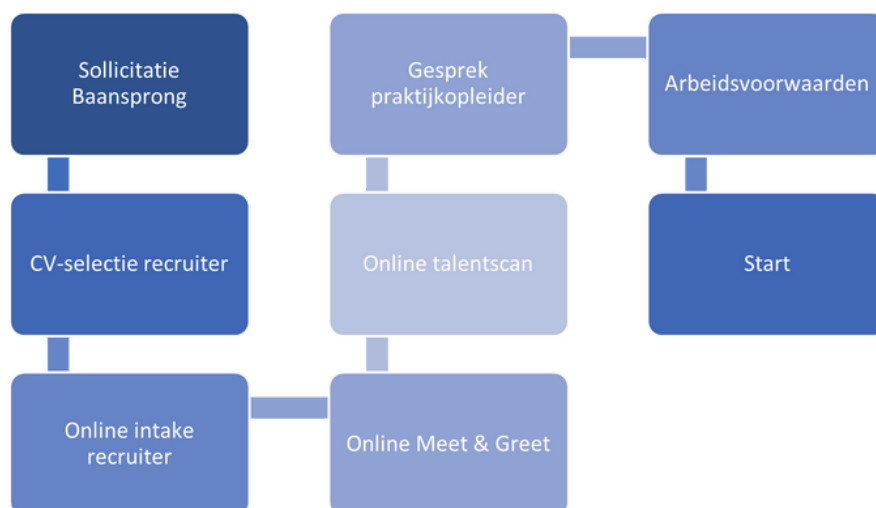 Sollicitatie
Baansprong
CV-selectie recruiter
Online intake
recruiter
Online Meet & Greet
Online talentscan
Gesprek
praktijkopleider
Arbeidsvoorwaarden
Start